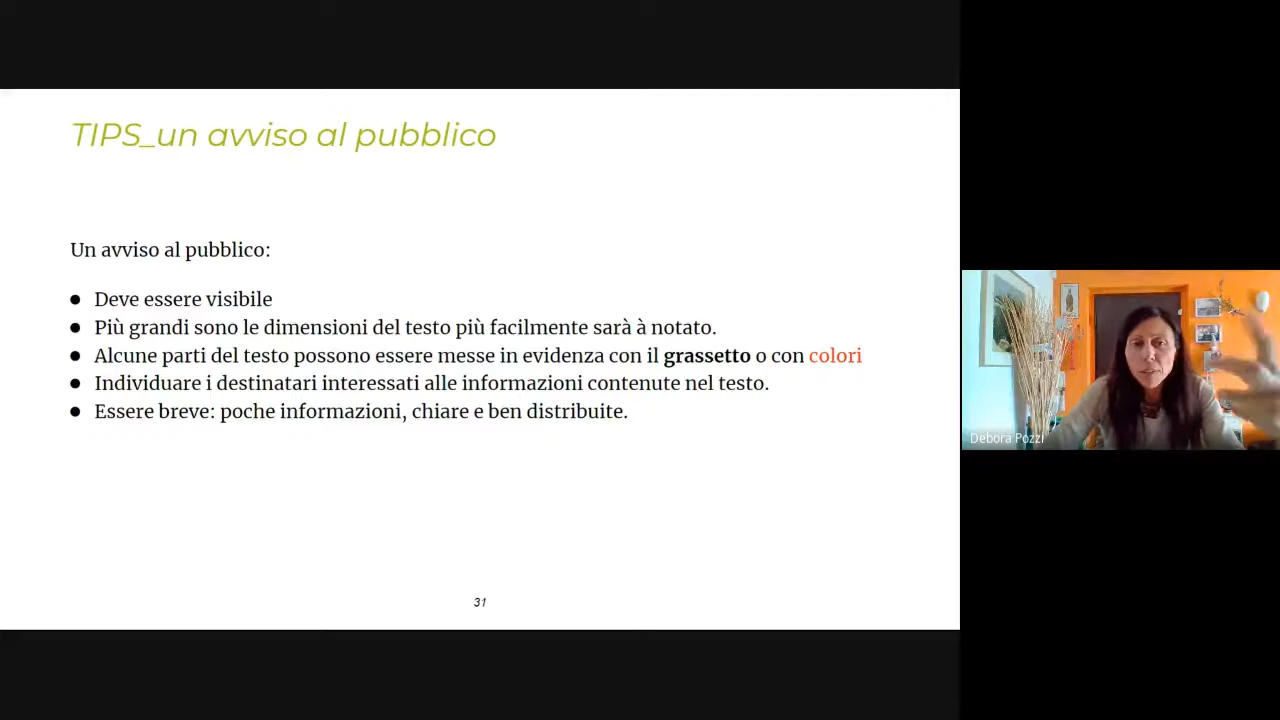 TIPS_un avviso al pubblico
Un avviso al pubblico:
● Deve essere visibile
● Più grandi sono le dimensioni del testo più facilmente sarà à notato.
● Alcune parti del testo possono essere messe in evidenza con il grassetto o con colori
● Individuare i destinatari interessati alle informazioni contenute nel testo.
● Essere breve: poche informazioni, chiare e ben distribuite.
31
Debora Pozzi